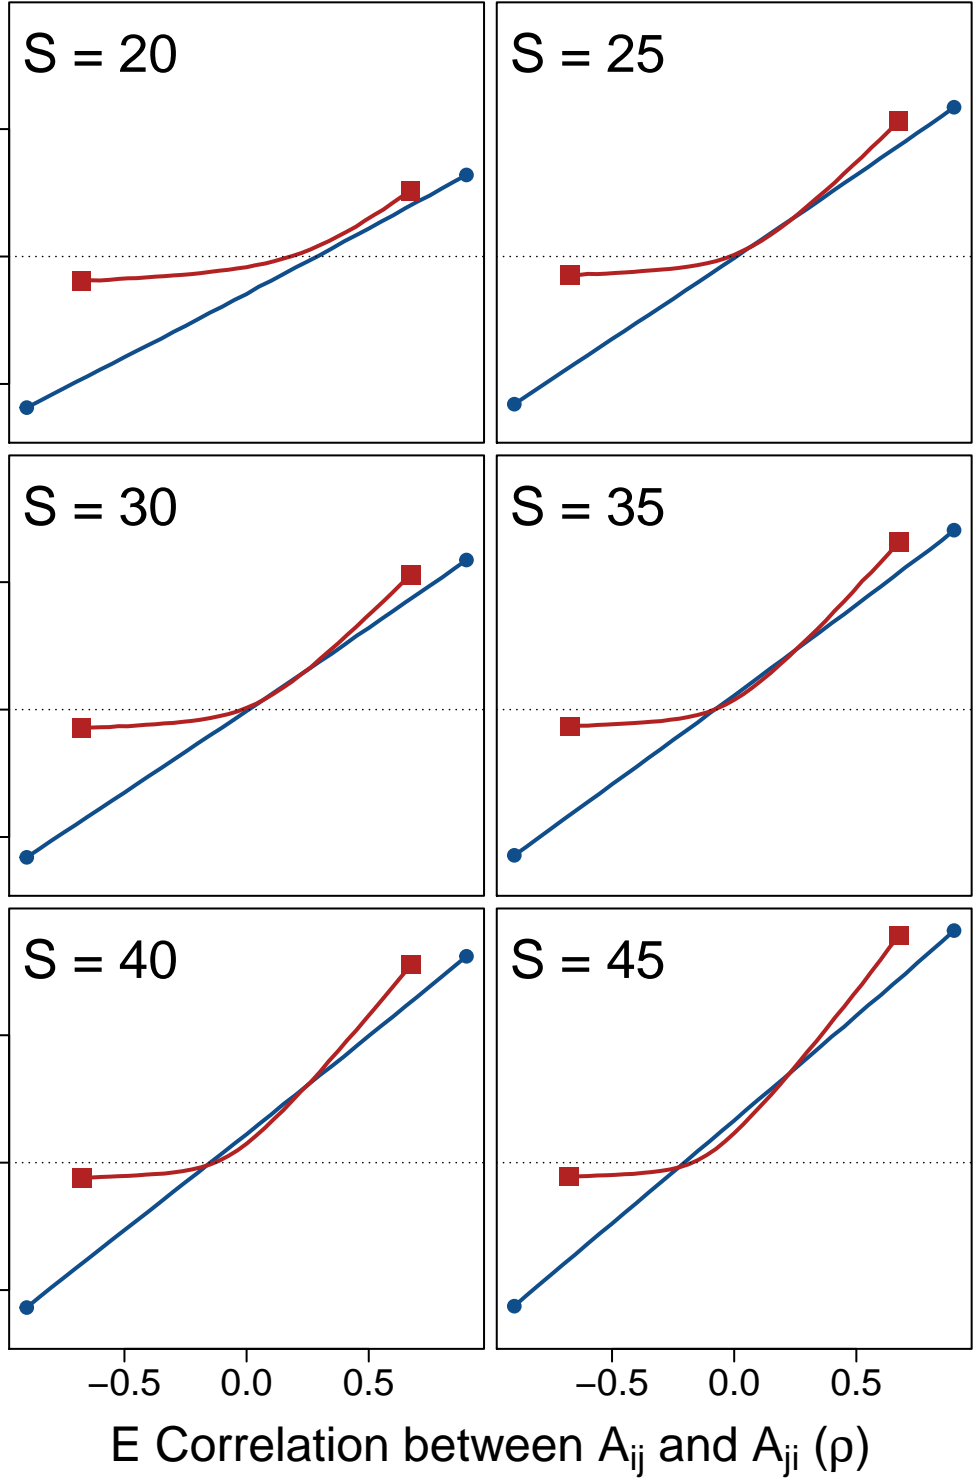 S = 20
S = 25
S = 30
S = 35
S = 40
S = 45
−0.5 0.0 0.5 −0.5 0.0 0.5
E Correlation between Aij and Aji (ρ)